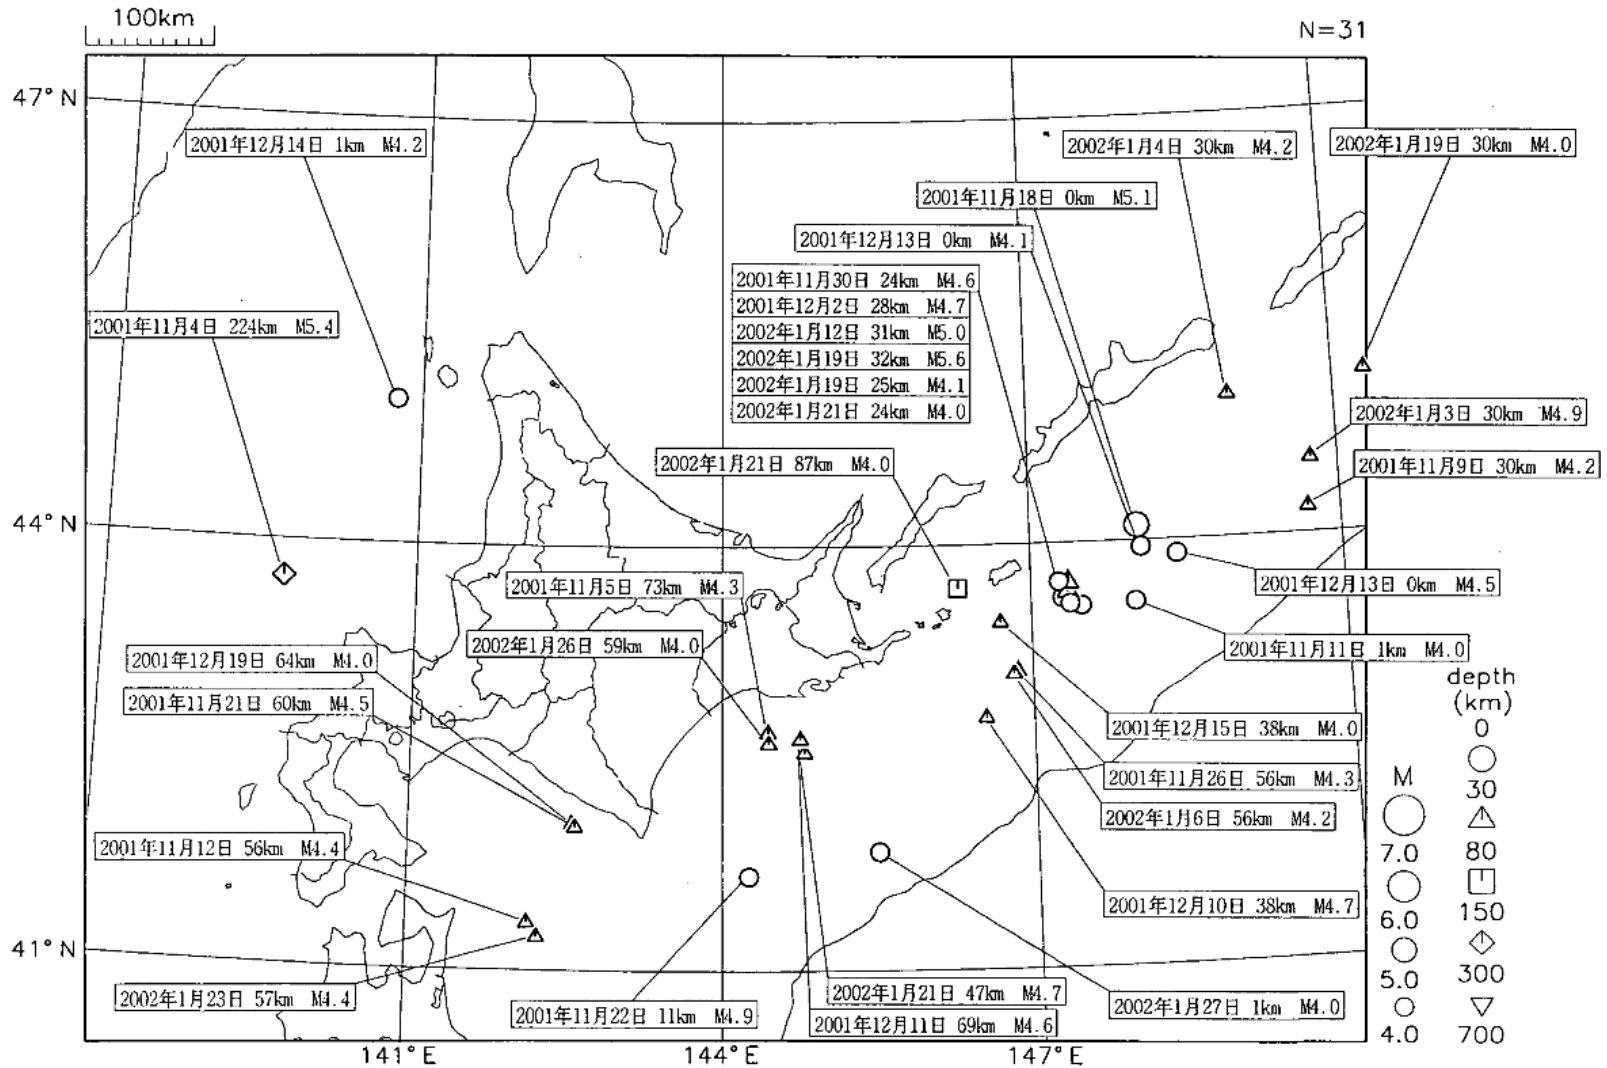 100km
N=31
47°N
2001年12月14日 1km M4.2
2002年1月4日 30km M4.2
2002年1月19日 30km M4.0
2001年11月18日 0km M5.1
2001年12月13日 0km M4.1
2001年11月30日 24km M4.6
2001年12月2日 28km M4.7
2002年1月12日 31km M5.0
2002年1月19日 32km M5.6
2002年1月19日 25km M4.1
2002年1月21日 24km M4.0
2001年11月4日 224km M5.4
2002年1月3日 30km M4.9
2002年1月21日 87km M4.0
2001年11月9日 30km M4.2
44°N
2001年11月5日 73km M4.3
2001年12月13日 0km M4.5
2002年1月26日 59km M4.0
2001年11月11日 1km M4.0
2001年12月19日 64km M4.0
2001年11月21日 60km M4.5
2001年12月15日 38km M4.0
2001年11月26日 56km M4.3
2002年1月6日 56km M4.2
2001年11月12日 56km M4.4
2001年12月10日 38km M4.7
41°N
2002年1月23日 57km M4.4
2001年11月22日 11km M4.9
2002年1月21日 47km M4.7
2001年12月11日 69km M4.6
2002年1月27日 1km M4.0
141°E
144°E
147°E
M
7.0
6.0
5.0
4.0
depth
(km)
0
30
80
150
300
700